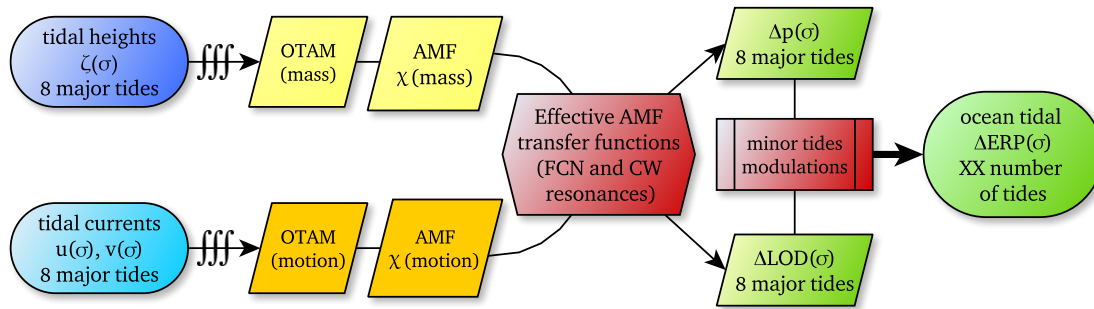 tidal heights
ζ(σ)
8 major tides
∭
OTAM
(mass)
AMF
χ (mass)
tidal currents
u(σ), v(σ)
8 major tides
∭
OTAM
(motion)
AMF
χ (motion)
Effective AMF
transfer functions
(FCN and CW
resonances)
Δp(σ)
8 major tides
minor tides
modulations
ΔLOD(σ)
8 major tides
ocean tidal
ΔERP(σ)
XX number
of tides